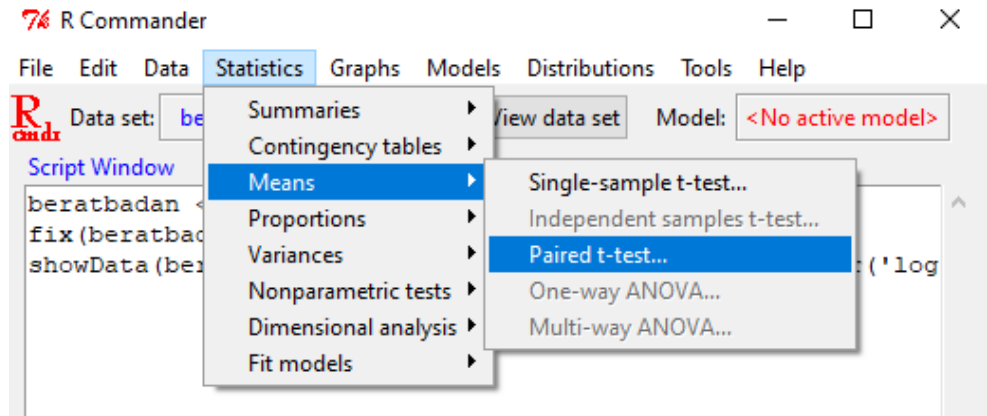 R Commander
File Edit Data Statistics Graphs Models Distributions Tools Help
R cmdr Data set: be View data set Model: <No active model>
Summaries
Contingency tables
Script Window
Means
Single-sample t-test...
beratbadan <
Proportions
Independent samples t-test...
fix(beratbad
Variances
Paired t-test...
showData(ber
r('log
Nonparametric tests
One-way ANOVA...
Dimensional analysis
Multi-way ANOVA...
Fit models